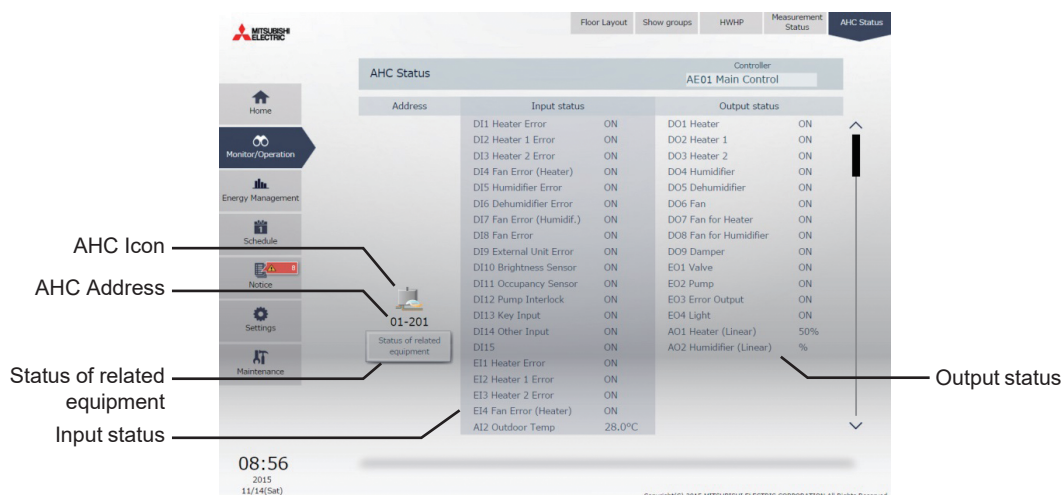 MITSUBISHI
ELECTRIC
Floor Layout
Show groups
HWHP
Measurement
Status
AHC Status
AHC Status
Controller
AE01 Main Control
Home
Monitor/Operation
Energy Management
Schedule
Notice
Settings
Maintenance
08:56
2015
11/14(Sat)
AHC Icon
AHC Address
Status of related
equipment
Input status
Output status
Address
Input status
Output status
01-201
Status of related
equipment
DI1 Heater Error ON
DI2 Heater 1 Error ON
DI3 Heater 2 Error ON
DI4 Fan Error (Heater) ON
DI5 Humidifier Error ON
DI6 Dehumidifier Error ON
DI7 Fan Error (Humidif.) ON
DI8 Fan Error ON
DI9 External Unit Error ON
DI10 Brightness Sensor ON
DI11 Occupancy Sensor ON
DI12 Pump Interlock ON
DI13 Key Input ON
DI14 Other Input ON
DI15 ON
EI1 Heater Error ON
EI2 Heater 1 Error ON
EI3 Heater 2 Error ON
EI4 Fan Error (Heater) ON
AI2 Outdoor Temp 28.0°C
DO1 Heater ON
DO2 Heater 1 ON
DO3 Heater 2 ON
DO4 Humidifier ON
DO5 Dehumidifier ON
DO6 Fan ON
DO7 Fan for Heater ON
DO8 Fan for Humidifier ON
DO9 Damper ON
EO1 Valve ON
EO2 Pump ON
EO3 Error Output ON
EO4 Light ON
AO1 Heater (Linear) 50%
AO2 Humidifier (Linear) %